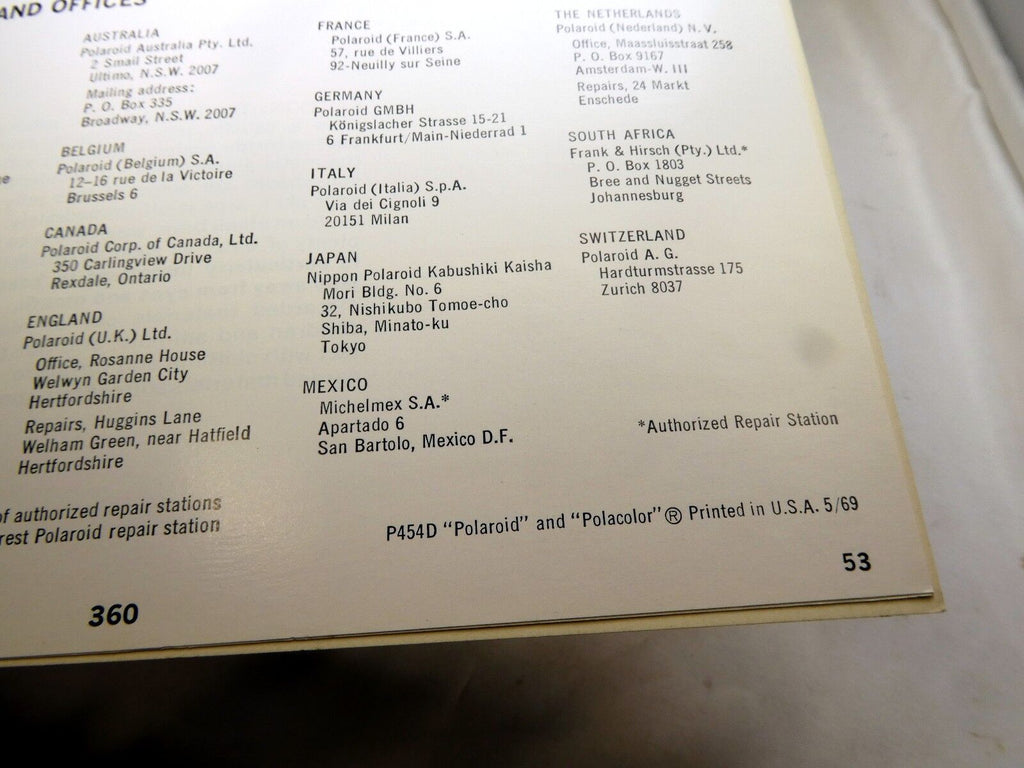 AND OFFICES
AUSTRALIA
Polaroid Australia Pty. Ltd.
2 Smail Street
Ultimo, N.S.W. 2007
Mailing address:
P. O. Box 335
Broadway, N.S.W. 2007
BELGIUM
Polaroid (Belgium) S.A.
12-16 rue de la Victoire
Brussels 6
CANADA
Polaroid Corp. of Canada, Ltd.
350 Carlingview Drive
Rexdale, Ontario
ENGLAND
Polaroid (U.K.) Ltd.
Office, Rosanne House
Welwyn Garden City
Hertfordshire
Repairs, Huggins Lane
Welham Green, near Hatfield
Hertfordshire
of authorized repair stations
rest Polaroid repair station
360
FRANCE
Polaroid (France) S.A.
57, rue de Villiers
92-Neuilly sur Seine
GERMANY
Polaroid GMBH
Königslacher Strasse 15-21
6 Frankfurt/Main-Niederrad 1
ITALY
Polaroid (Italia) S.p.A.
Via dei Cignoli 9
20151 Milan
JAPAN
Nippon Polaroid Kabushiki Kaisha
Mori Bldg. No. 6
32, Nishikubo Tomoe-cho
Shiba, Minato-ku
Tokyo
MEXICO
Michelmex S.A.*
Apartado 6
San Bartolo, Mexico D.F.
THE NETHERLANDS
Polaroid (Nederland) N.V.
Office, Maassluisstraat 258
P. O. Box 9167
Amsterdam-W. III
Repairs, 24 Markt
Enschede
SOUTH AFRICA
Frank & Hirsch (Pty.) Ltd.*
P. O. Box 1803
Bree and Nugget Streets
Johannesburg
SWITZERLAND
Polaroid A. G.
Hardturmstrasse 175
Zurich 8037
*Authorized Repair Station
P454D "Polaroid" and "Polacolor" ® Printed in U.S.A. 5/69
53